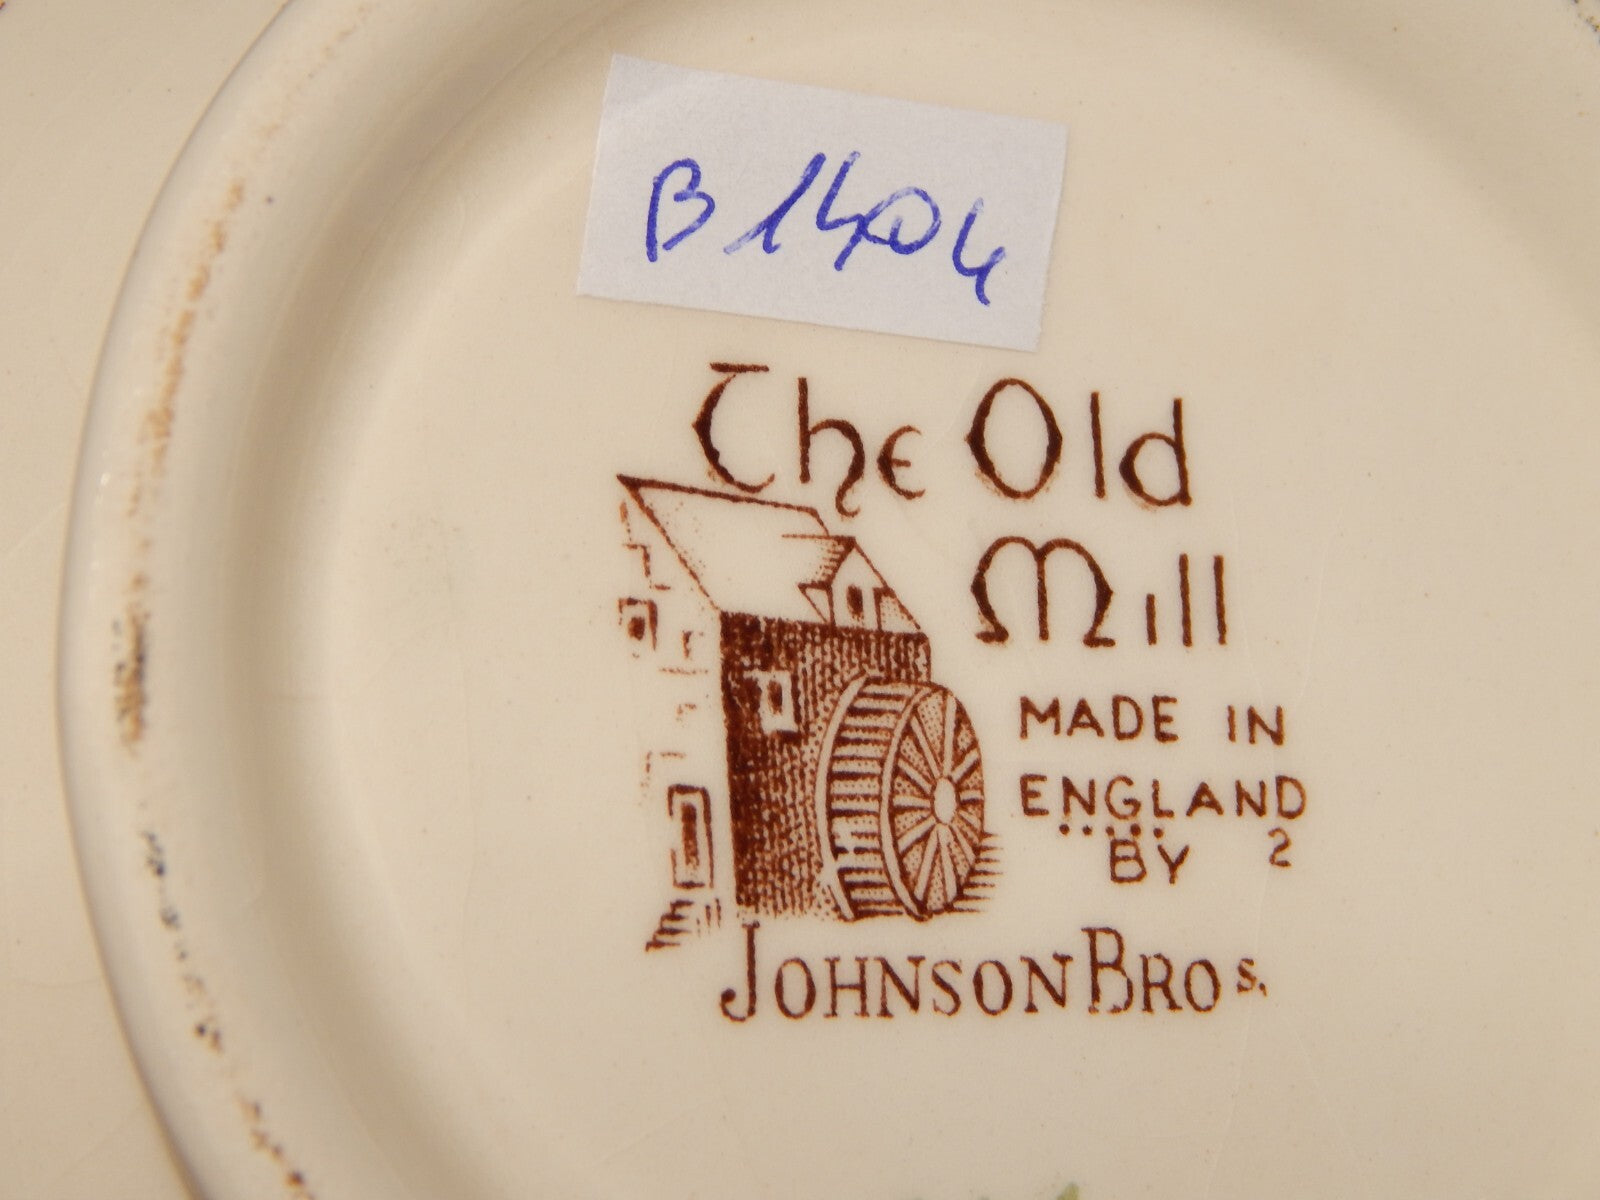 B1404
The Old
Mill
MADE IN
ENGLAND
BY 2
JOHNSON BROS.